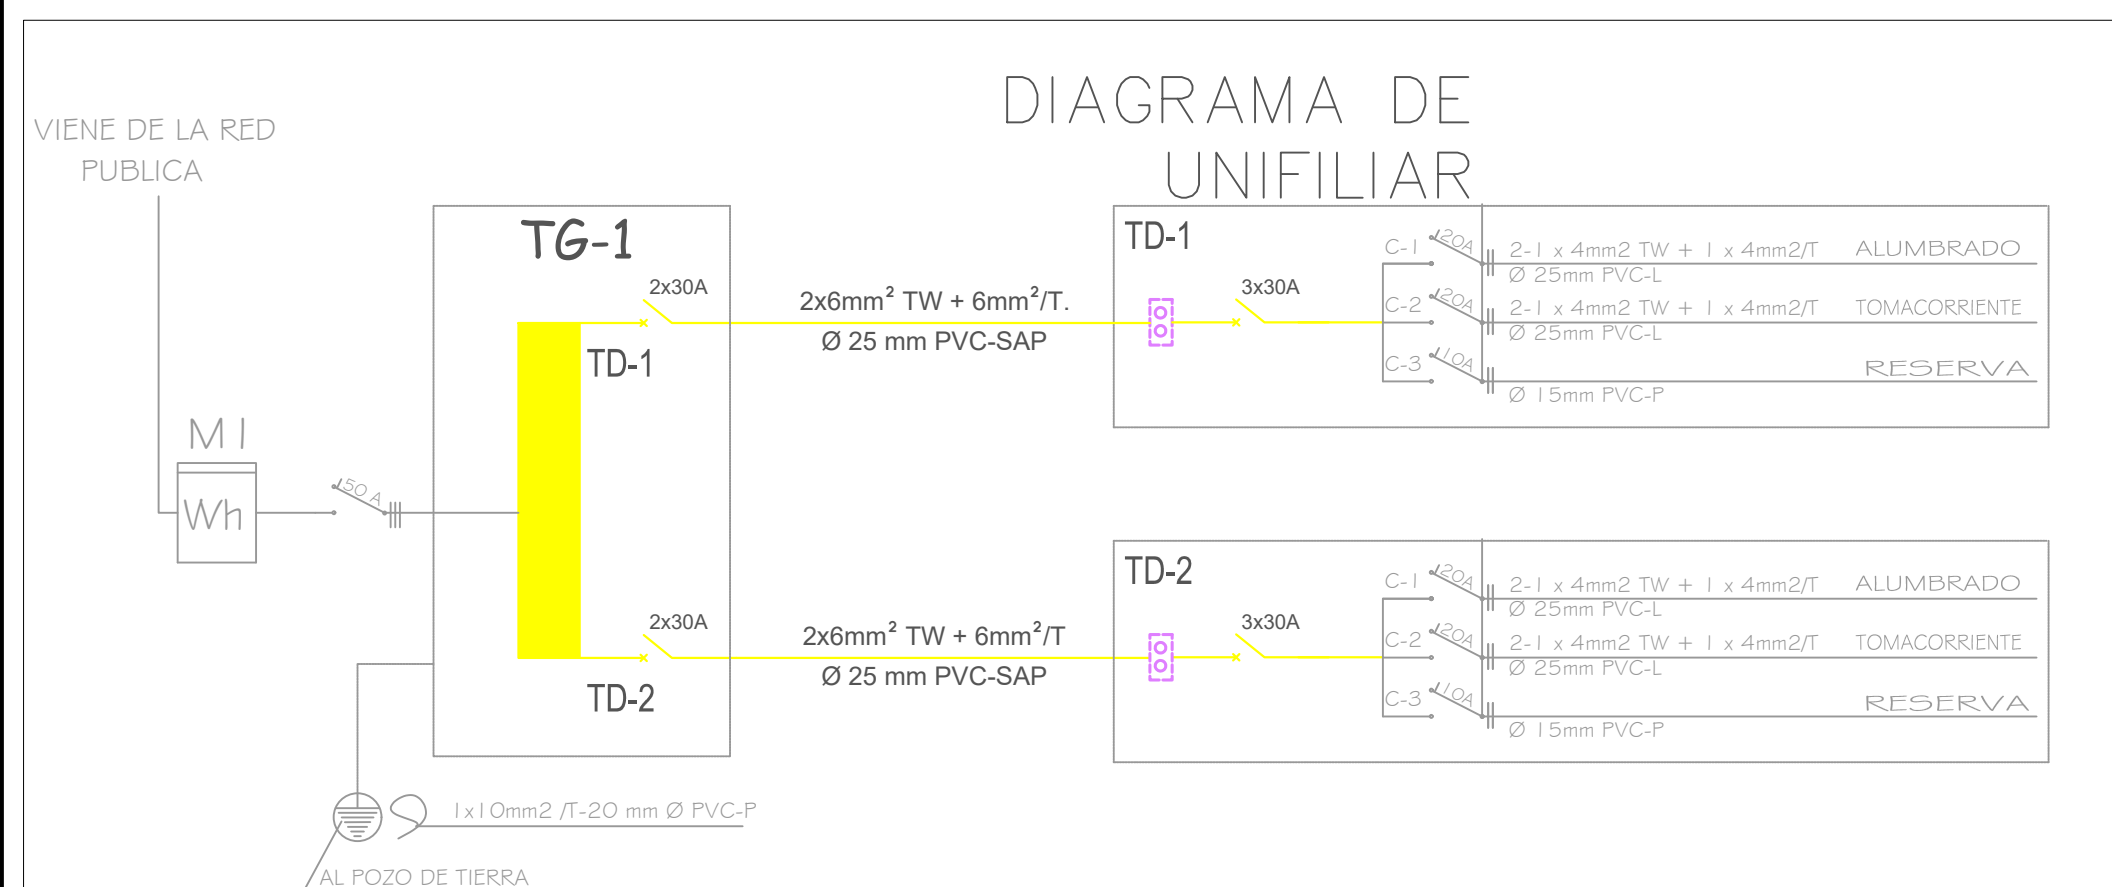 DIAGRAMA DE
UNIFILIAR
VIENE DE LA RED
PUBLICA
M1
Wh
50 A
TG-1
2x30A
TD-1
2x30A
TD-2
2x6mm² TW + 6mm²/T.
Ø 25 mm PVC-SAP
2x6mm² TW + 6mm²/T
Ø 25 mm PVC-SAP
TD-1
3x30A
C-1 20A 2-1 x 4mm2 TW + 1 x 4mm2/T ALUMBRADO
Ø 25mm PVC-L
C-2 20A 2-1 x 4mm2 TW + 1 x 4mm2/T TOMACORRIENTE
Ø 25mm PVC-L
C-3 10A RESERVA
Ø 15mm PVC-P
TD-2
3x30A
C-1 20A 2-1 x 4mm2 TW + 1 x 4mm2/T ALUMBRADO
Ø 25mm PVC-L
C-2 20A 2-1 x 4mm2 TW + 1 x 4mm2/T TOMACORRIENTE
Ø 25mm PVC-L
C-3 10A RESERVA
Ø 15mm PVC-P
1x10mm2 /T-20 mm Ø PVC-P
AL POZO DE TIERRA